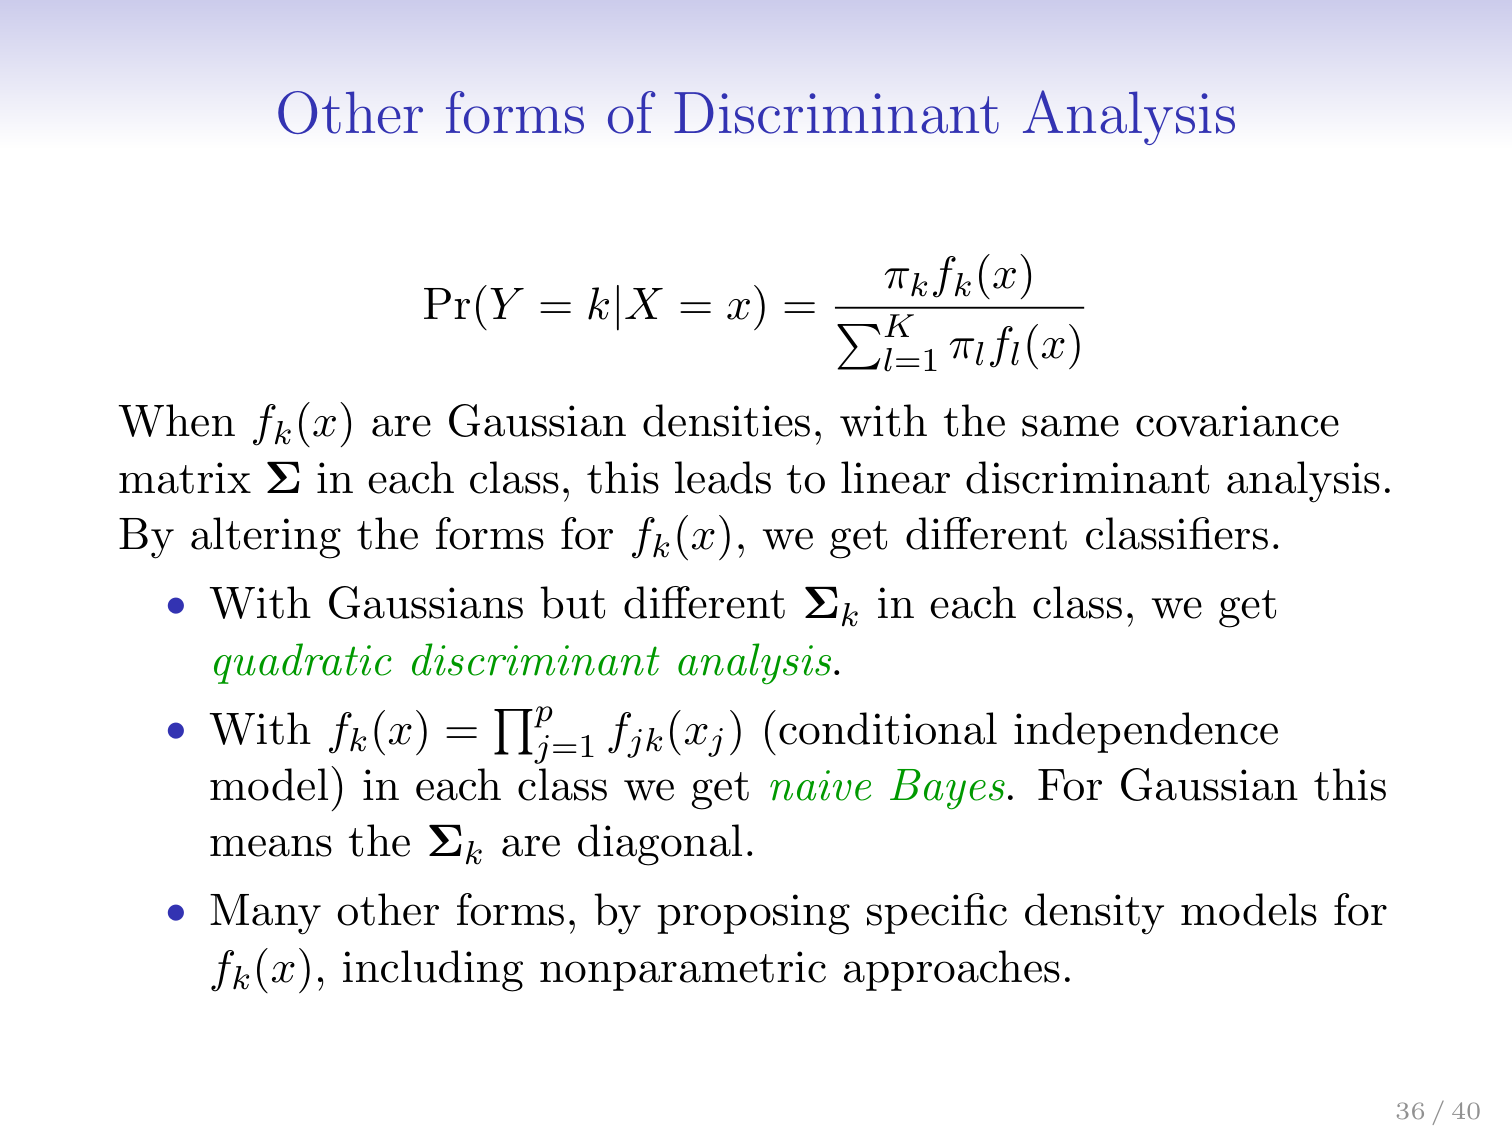 Other forms of Discriminant Analysis
Pr(Y = k|X = x) = \frac{π_k f_k(x)}{\sum_{l=1}^{K} π_l f_l(x)}
When f_k(x) are Gaussian densities, with the same covariance
matrix Σ in each class, this leads to linear discriminant analysis.
By altering the forms for f_k(x), we get different classifiers.
• With Gaussians but different Σ_k in each class, we get
quadratic discriminant analysis.
• With f_k(x) = ∏_{j=1}^{p} f_{jk}(x_j) (conditional independence
model) in each class we get naive Bayes. For Gaussian this
means the Σ_k are diagonal.
• Many other forms, by proposing specific density models for
f_k(x), including nonparametric approaches.
36 / 40